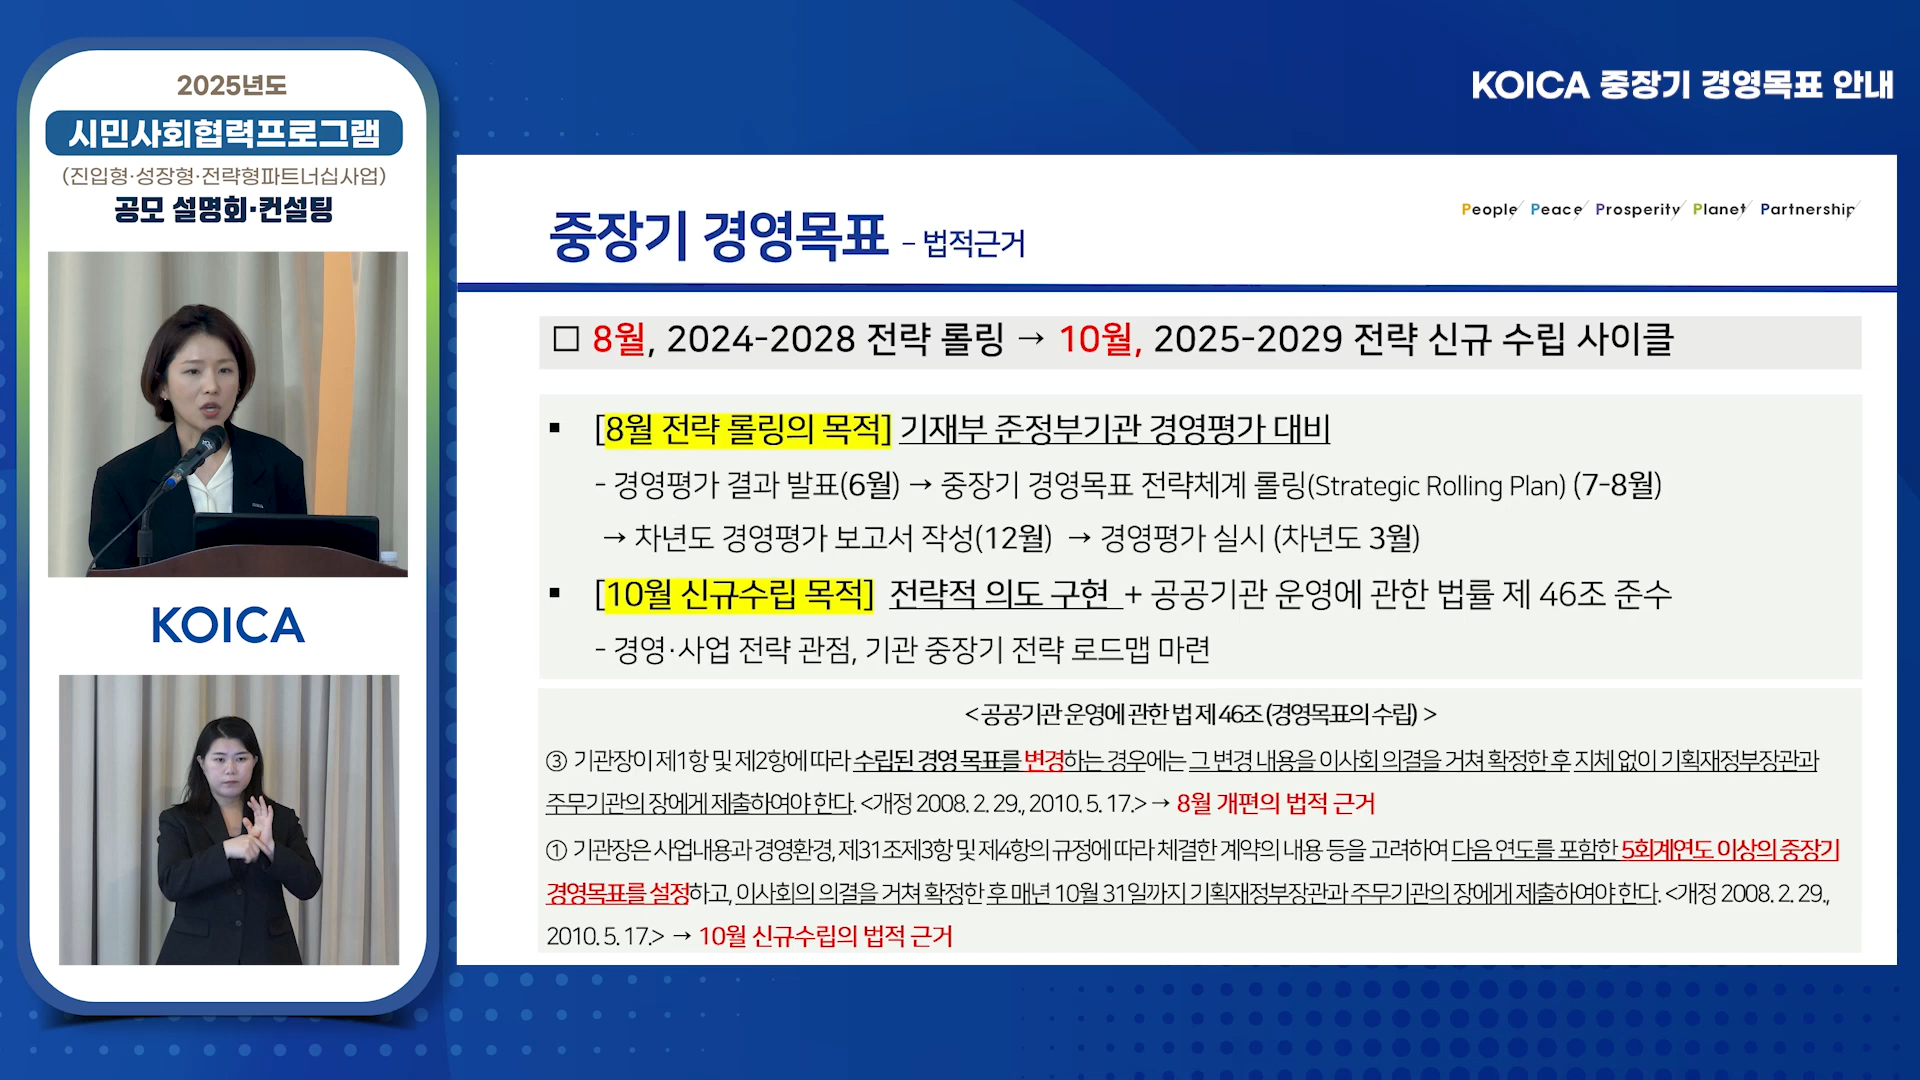 2025년도
시민사회협력프로그램
(진입형·성장형·전략형파트너십사업)
공모 설명회·컨설팅
KOICA
KOICA 중장기 경영목표 안내
People / Peace / Prosperity / Planet / Partnership /
중장기 경영목표 – 법적근거
□ 8월, 2024-2028 전략 롤링 → 10월, 2025-2029 전략 신규 수립 사이클
▪ [8월 전략 롤링의 목적] 기재부 준정부기관 경영평가 대비
- 경영평가 결과 발표(6월) → 중장기 경영목표 전략체계 롤링(Strategic Rolling Plan) (7-8월)
→ 차년도 경영평가 보고서 작성(12월) → 경영평가 실시 (차년도 3월)
▪ [10월 신규수립 목적] 전략적 의도 구현 + 공공기관 운영에 관한 법률 제 46조 준수
- 경영·사업 전략 관점, 기관 중장기 전략 로드맵 마련
< 공공기관 운영에 관한 법 제 46조 (경영목표의 수립) >
③ 기관장이 제1항 및 제2항에 따라 수립된 경영 목표를 변경하는 경우에는 그 변경 내용을 이사회 의결을 거쳐 확정한 후 지체 없이 기획재정부장관과
주무기관의 장에게 제출하여야 한다. <개정 2008. 2. 29., 2010. 5. 17.> → 8월 개편의 법적 근거
① 기관장은 사업내용과 경영환경, 제31조제3항 및 제4항의 규정에 따라 체결한 계약의 내용 등을 고려하여 다음 연도를 포함한 5회계연도 이상의 중장기
경영목표를 설정하고, 이사회의 의결을 거쳐 확정한 후 매년 10월 31일까지 기획재정부장관과 주무기관의 장에게 제출하여야 한다. <개정 2008. 2. 29.,
2010. 5. 17.> → 10월 신규수립의 법적 근거